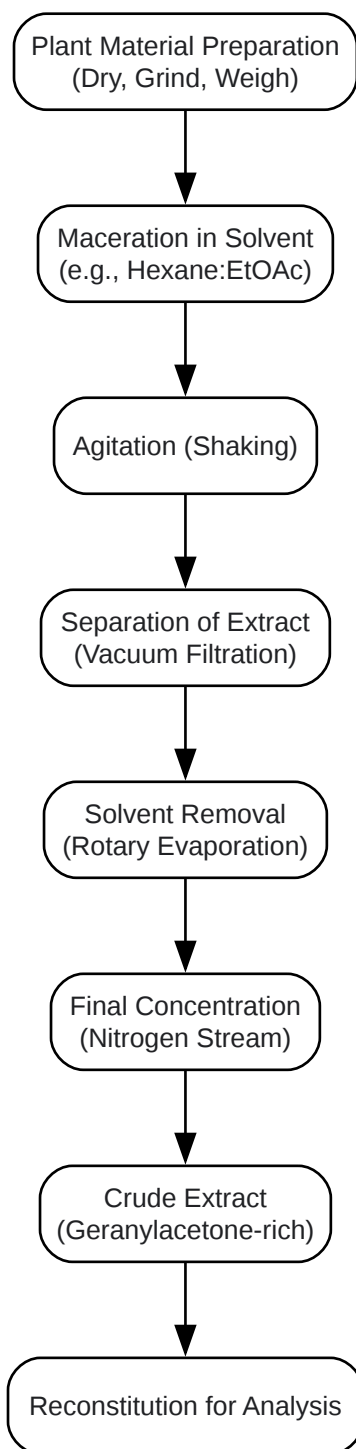 Plant Material Preparation
(Dry, Grind, Weigh)
Maceration in Solvent
(e.g., Hexane:EtOAc)
Agitation (Shaking)
Separation of Extract
(Vacuum Filtration)
Solvent Removal
(Rotary Evaporation)
Final Concentration
(Nitrogen Stream)
Crude Extract
(Geranylacetone-rich)
Reconstitution for Analysis